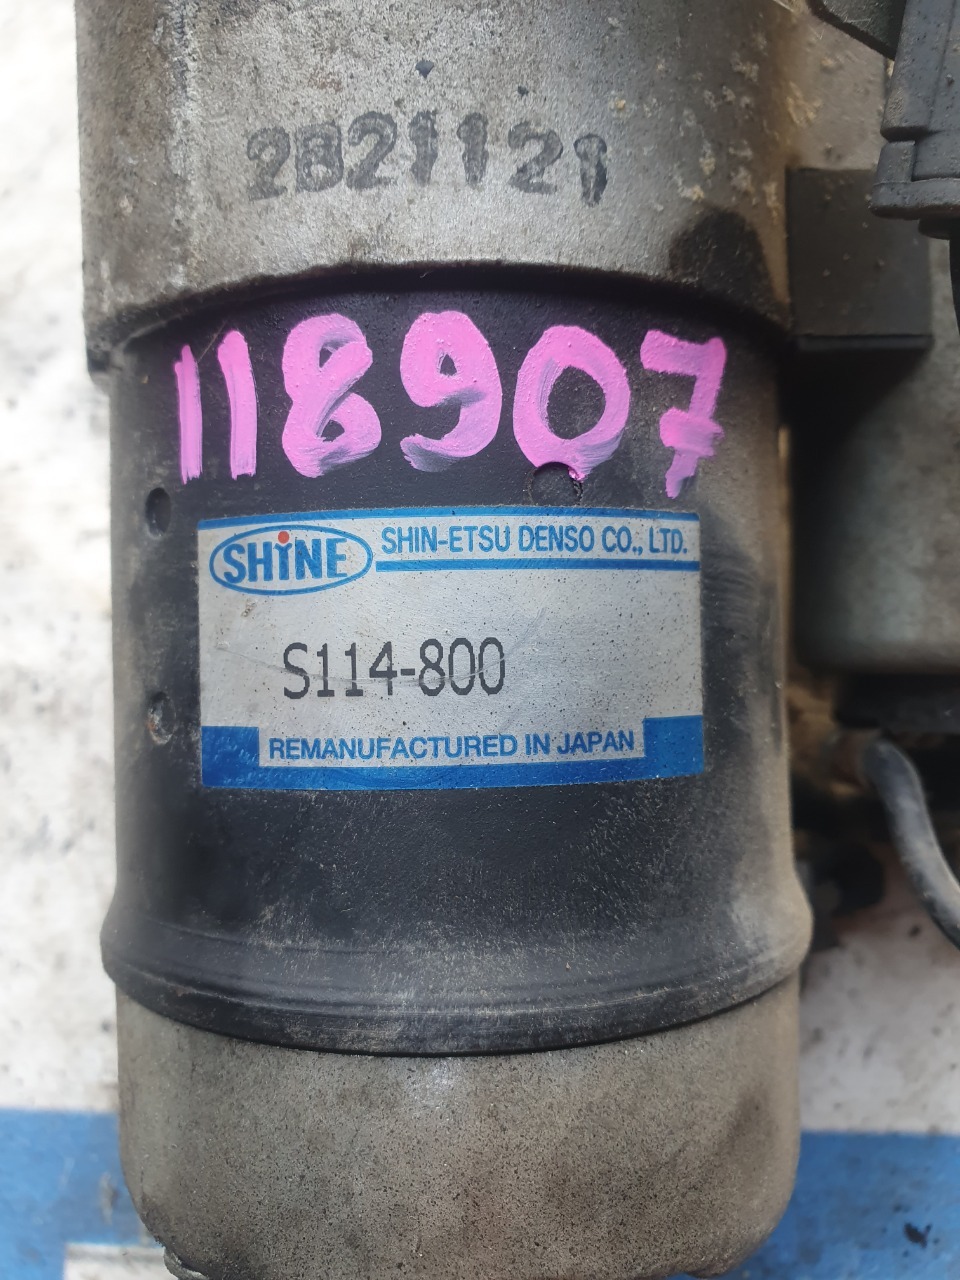 2B21121
118907
SHiNE SHIN-ETSU DENSO CO., LTD.
S114-800
REMANUFACTURED IN JAPAN